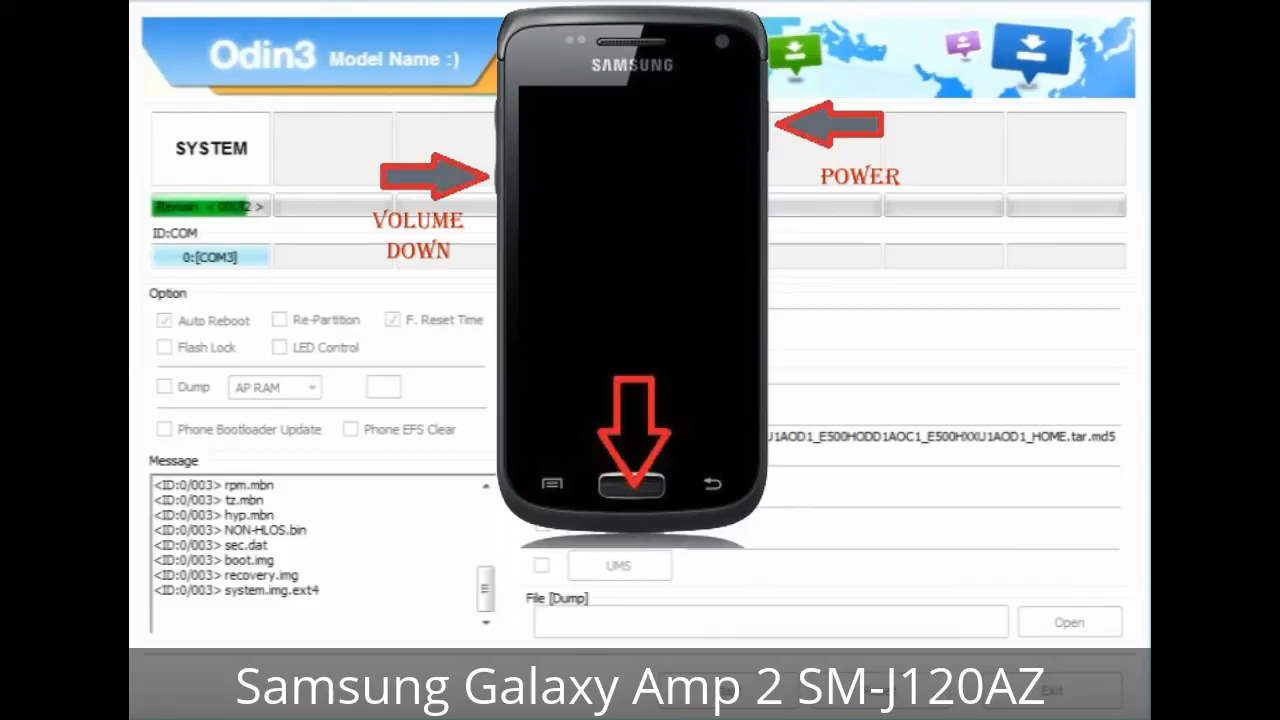 Odin3 Model Name :)
SAMSUNG
SYSTEM
POWER
VOLUME
DOWN
ID:COM
0:[COM3]
Option
Auto Reboot Re-Partition F. Reset Time
Flash Lock LED Control
Dump AP RAM
Phone Bootloader Update Phone EFS Clear
J1AOD1_E500HODD1AOC1_E500HXXU1AOD1_HOME.tar.md5
Message
<ID:0/003> rpm.mbn
<ID:0/003> tz.mbn
<ID:0/003> hyp.mbn
<ID:0/003> NON-HLOS.bin
<ID:0/003> sec.dat
<ID:0/003> boot.img
<ID:0/003> recovery.img
<ID:0/003> system.img.ext4
UMS
File [Dump]
Open
Samsung Galaxy Amp 2 SM-J120AZ
Exit